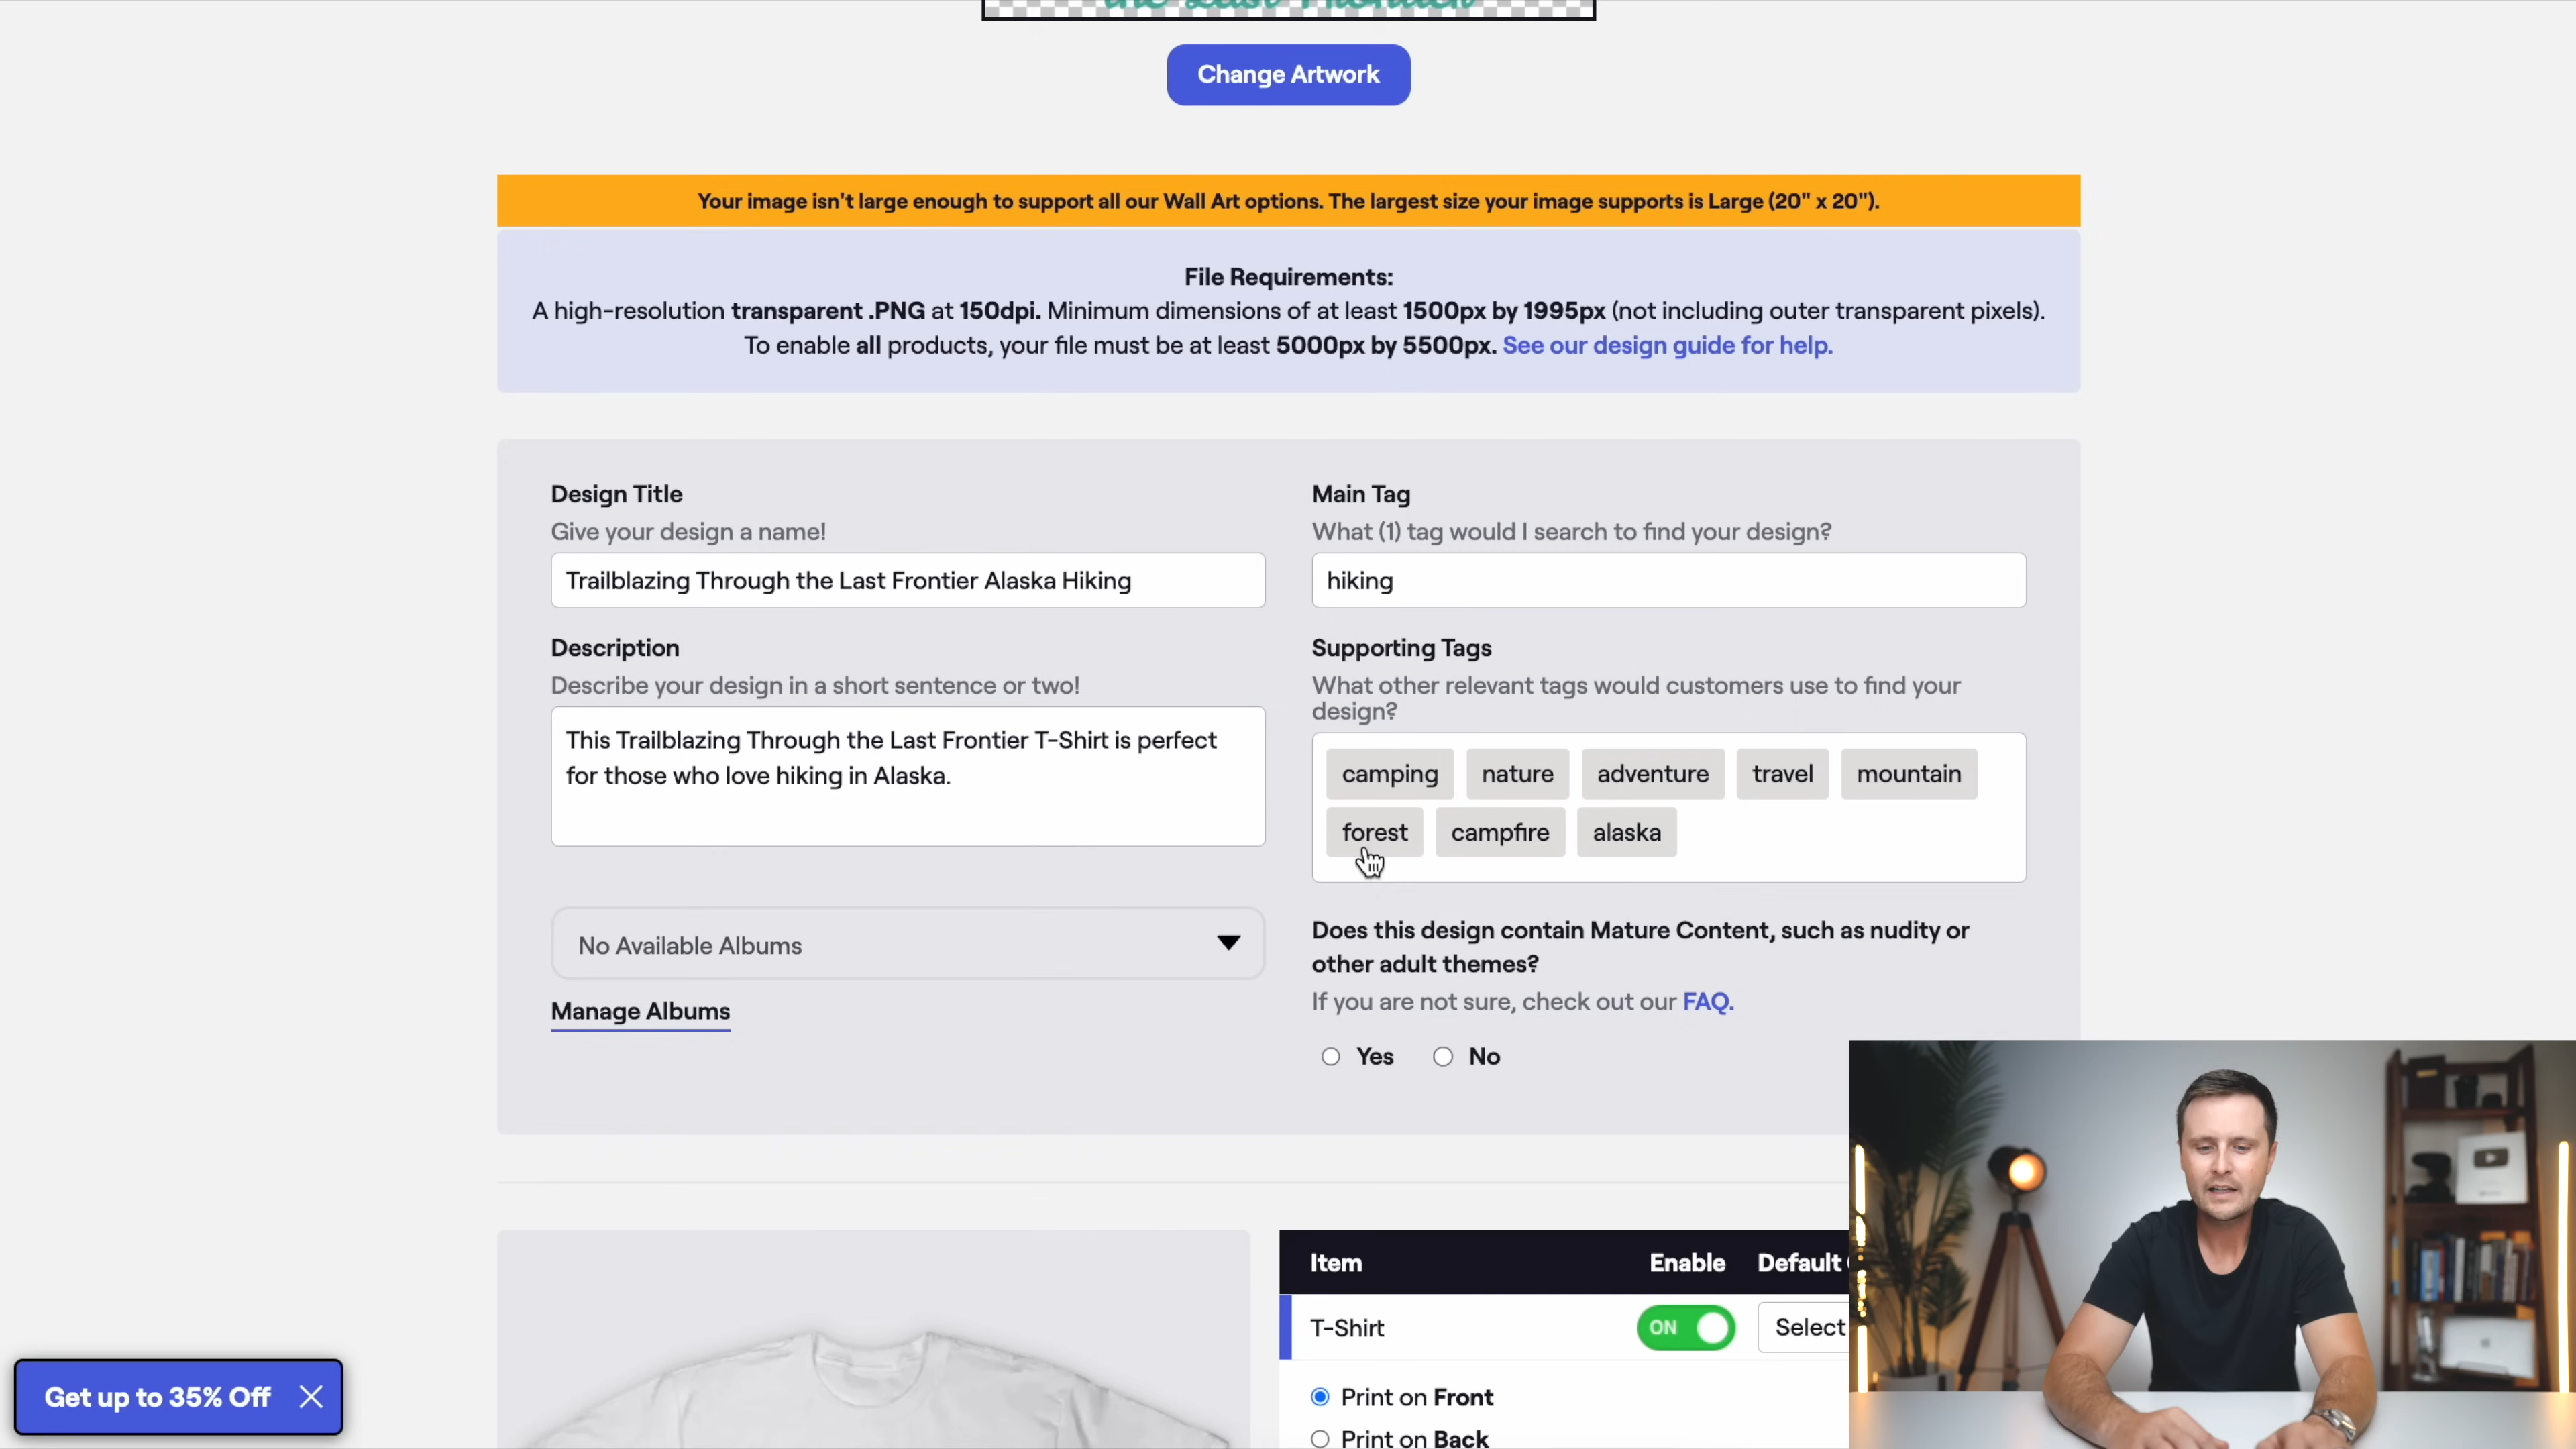 the Last Frontier
Change Artwork
Your image isn't large enough to support all our Wall Art options. The largest size your image supports is Large (20" x 20").
File Requirements:
A high-resolution transparent .PNG at 150dpi. Minimum dimensions of at least 1500px by 1995px (not including outer transparent pixels).
To enable all products, your file must be at least 5000px by 5500px. See our design guide for help.
Design Title
Give your design a name!
Trailblazing Through the Last Frontier Alaska Hiking
Description
Describe your design in a short sentence or two!
This Trailblazing Through the Last Frontier T-Shirt is perfect
for those who love hiking in Alaska.
No Available Albums
Manage Albums
Main Tag
What (1) tag would I search to find your design?
hiking
Supporting Tags
What other relevant tags would customers use to find your
design?
camping nature adventure travel mountain
forest campfire alaska
Does this design contain Mature Content, such as nudity or
other adult themes?
If you are not sure, check out our FAQ.
Yes No
Item Enable Default
T-Shirt ON Select
Print on Front
Print on Back
Get up to 35% Off